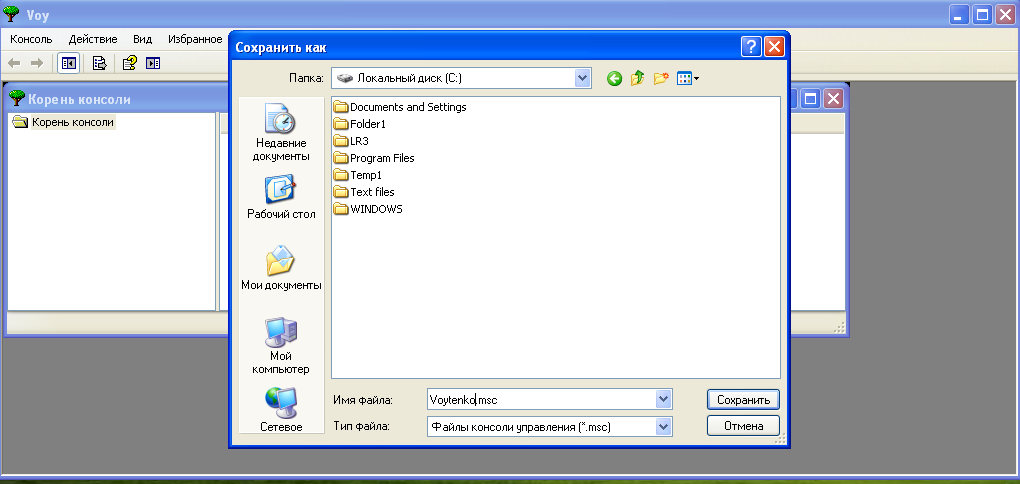 Voy
Консоль Действие Вид Избранное
Сохранить как
Папка: Локальный диск (C:)
Корень консоли
Корень консоли
Недавние документы
Рабочий стол
Мои документы
Мой компьютер
Сетевое
Documents and Settings
Folder1
LR3
Program Files
Temp1
Text files
WINDOWS
Имя файла: Voytenko.msc Сохранить
Тип файла: Файлы консоли управления (*.msc) Отмена